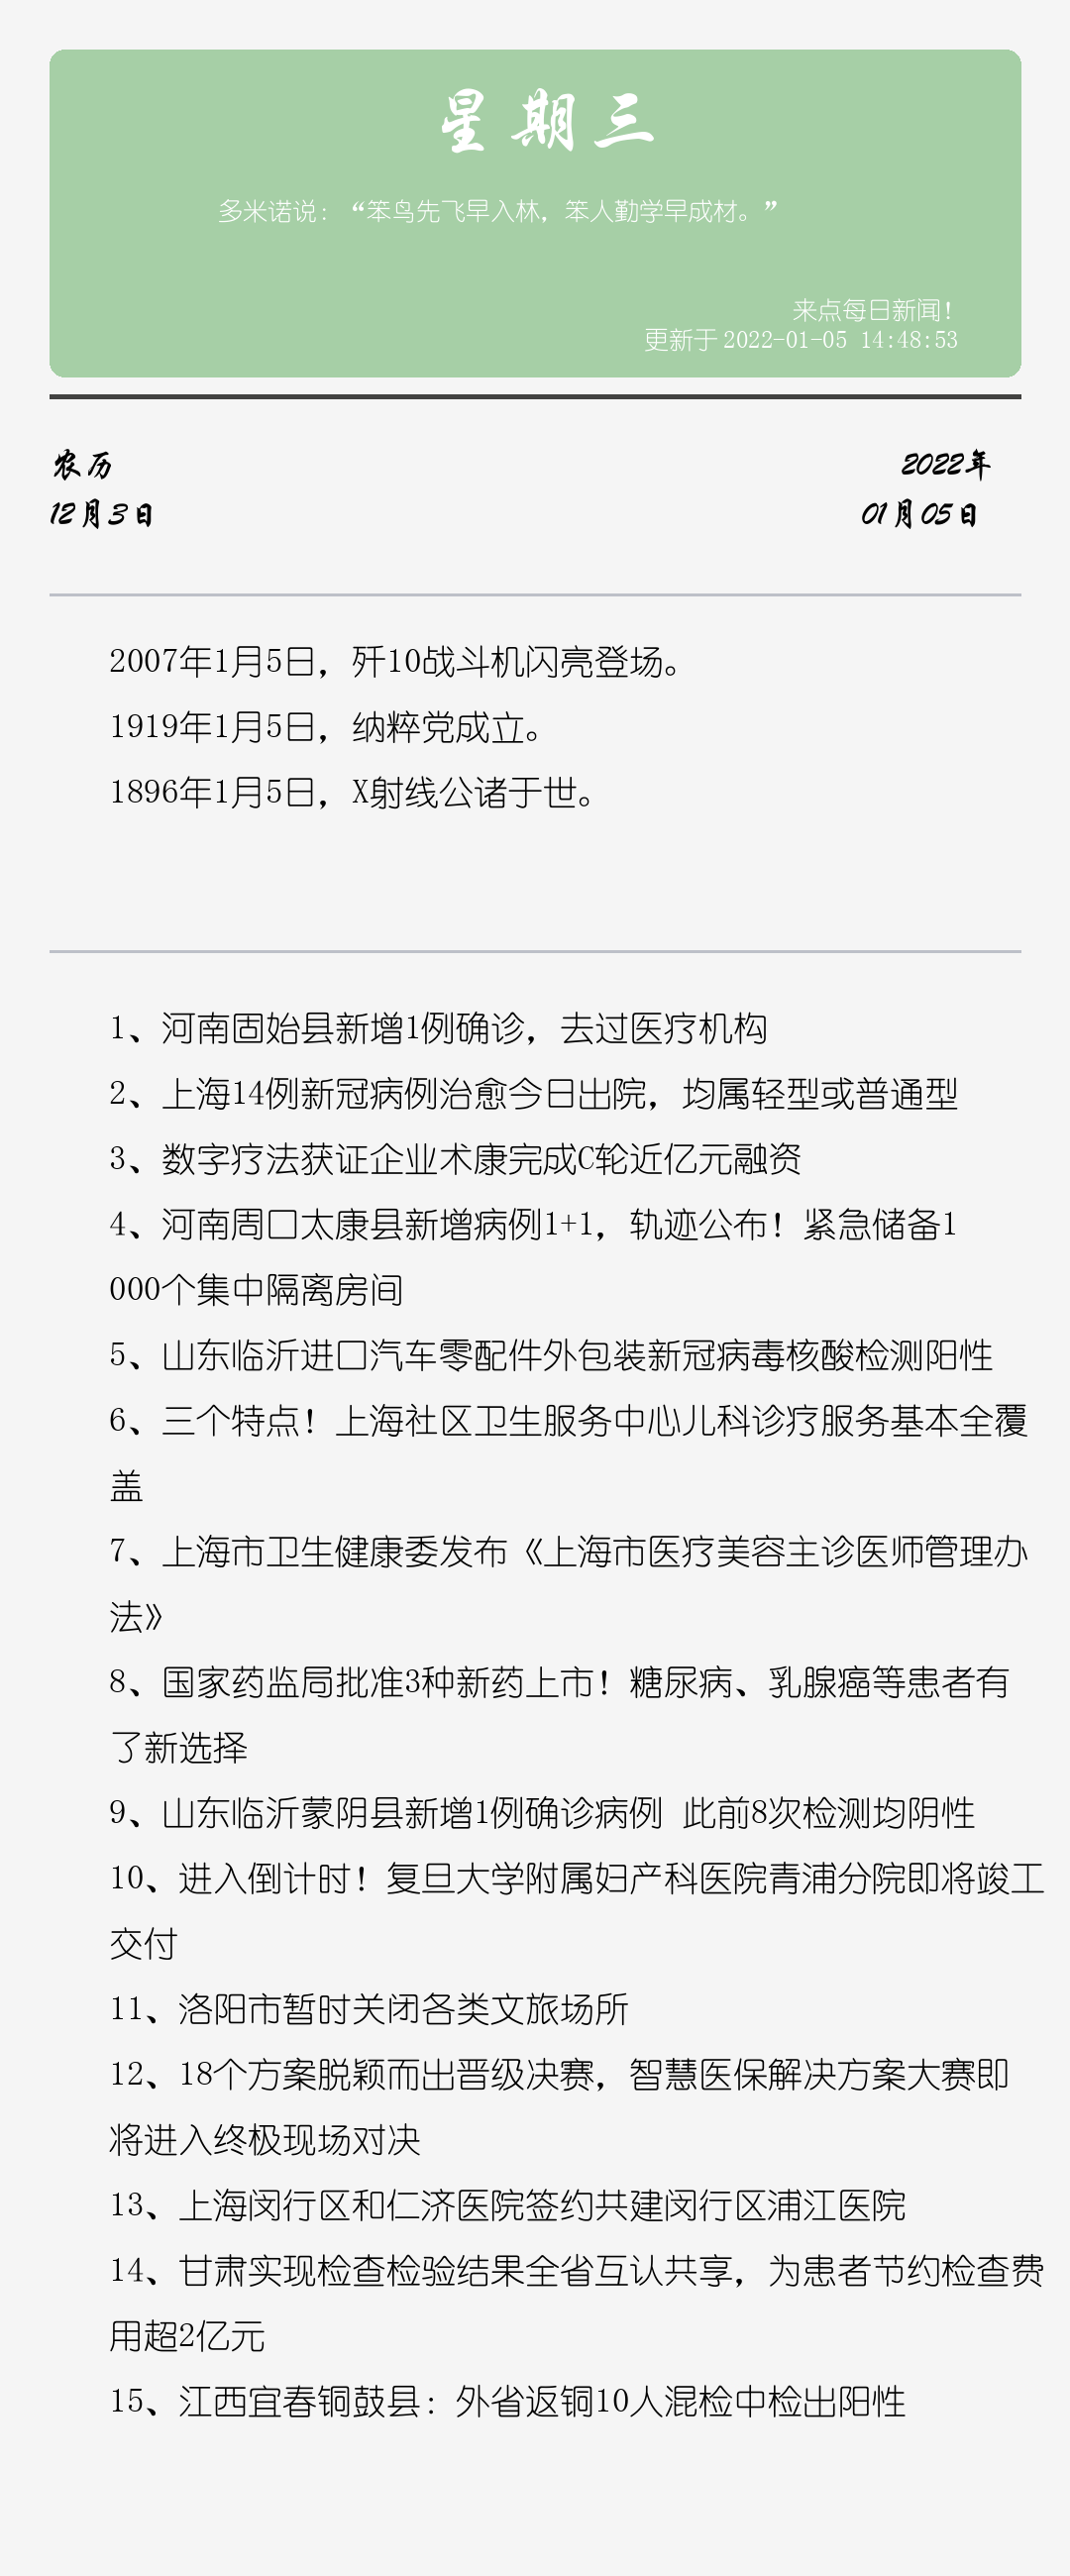 星期三
多米诺说：“笨鸟先飞早入林，笨人勤学早成材。”
来点每日新闻！
更新于 2022-01-05 14:48:53
农历
2022年
12月3日
01月05日
2007年1月5日，歼10战斗机闪亮登场。
1919年1月5日，纳粹党成立。
1896年1月5日，X射线公诸于世。
1、河南固始县新增1例确诊，去过医疗机构
2、上海14例新冠病例治愈今日出院，均属轻型或普通型
3、数字疗法获证企业术康完成C轮近亿元融资
4、河南周口太康县新增病例1+1，轨迹公布！紧急储备1
000个集中隔离房间
5、山东临沂进口汽车零配件外包装新冠病毒核酸检测阳性
6、三个特点！上海社区卫生服务中心儿科诊疗服务基本全覆
盖
7、上海市卫生健康委发布《上海市医疗美容主诊医师管理办
法》
8、国家药监局批准3种新药上市！糖尿病、乳腺癌等患者有
了新选择
9、山东临沂蒙阴县新增1例确诊病例 此前8次检测均阴性
10、进入倒计时！复旦大学附属妇产科医院青浦分院即将竣工
交付
11、洛阳市暂时关闭各类文旅场所
12、18个方案脱颖而出晋级决赛，智慧医保解决方案大赛即
将进入终极现场对决
13、上海闵行区和仁济医院签约共建闵行区浦江医院
14、甘肃实现检查检验结果全省互认共享，为患者节约检查费
用超2亿元
15、江西宜春铜鼓县：外省返铜10人混检中检出阳性